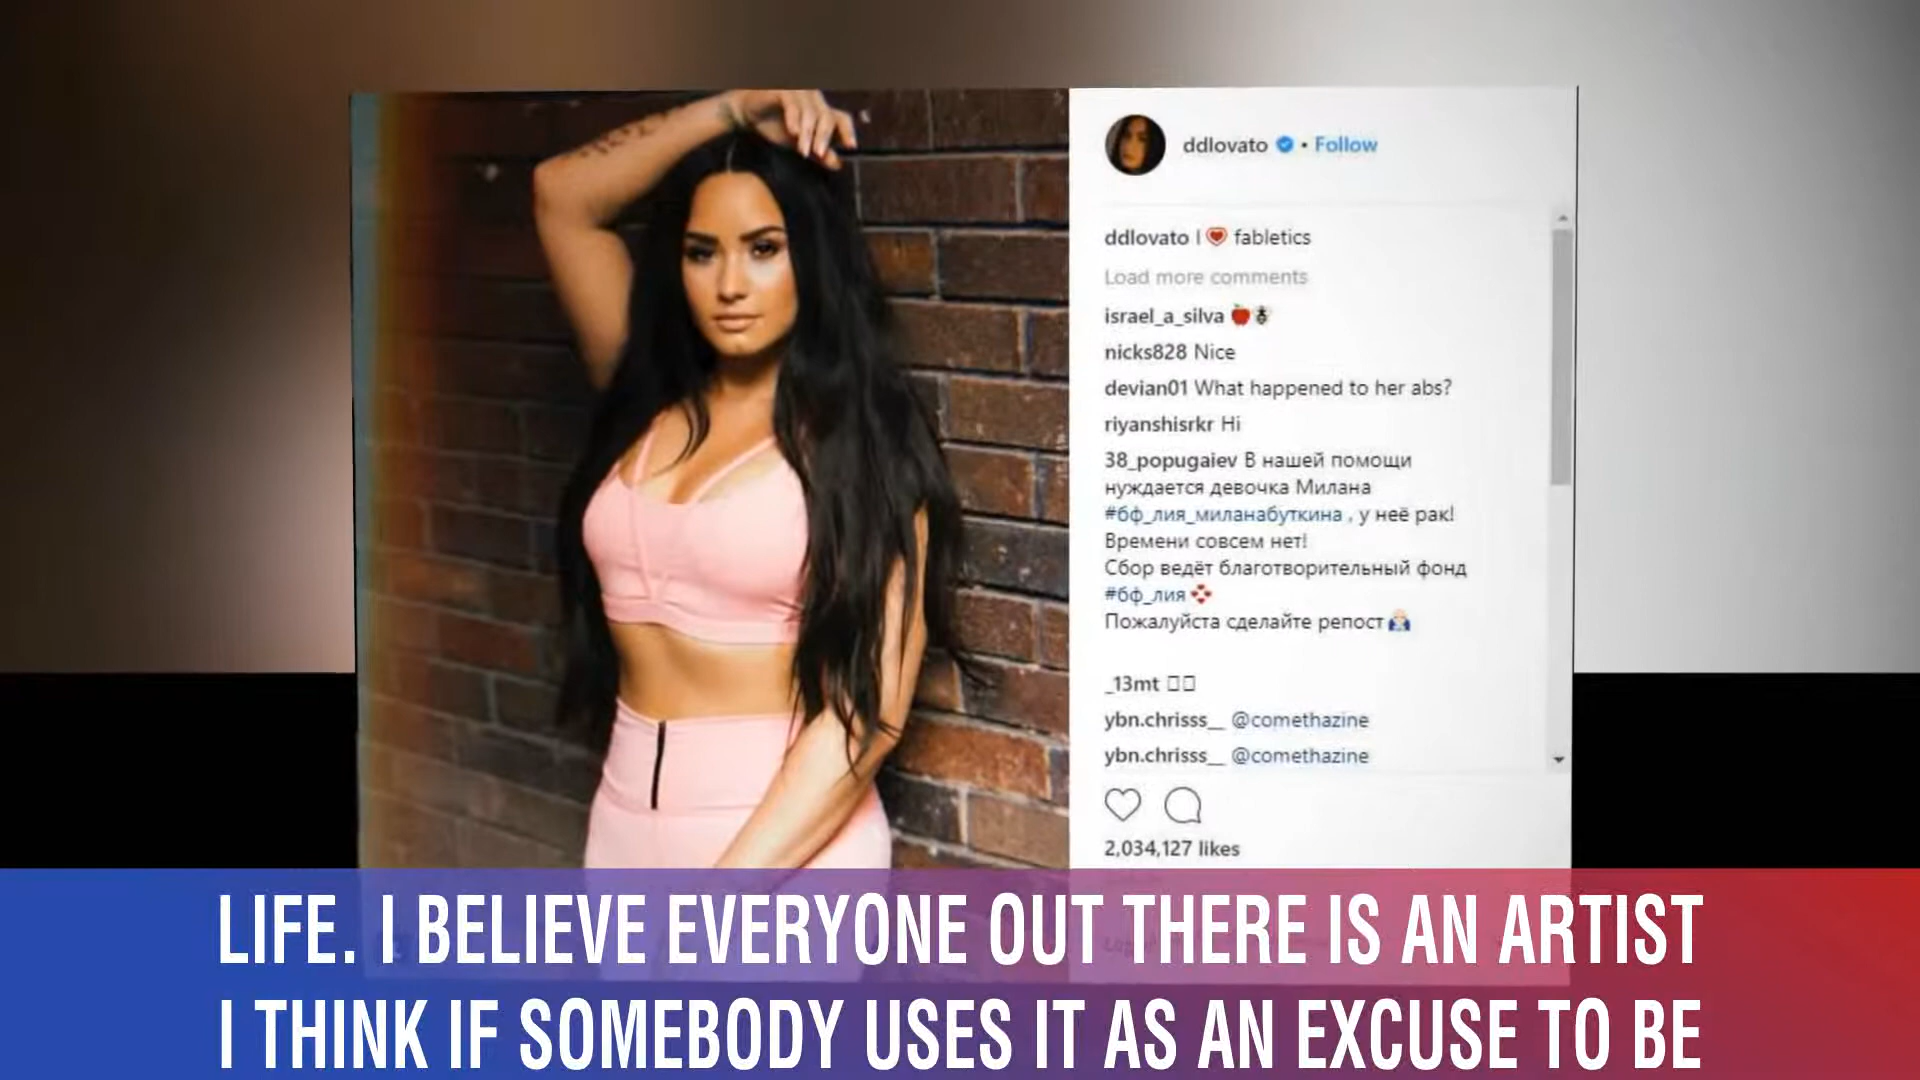 ddlovato • Follow
ddlovato I fabletics
Load more comments
israel_a_silva
nicks828 Nice
devian01 What happened to her abs?
riyanshisrkr Hi
38_popugaiev В нашей помощи
нуждается девочка Милана
#бф_лия_миланабуткина , у неё рак!
Времени совсем нет!
Сбор ведёт благотворительный фонд
#бф_лия
Пожалуйста сделайте репост
_13mt
ybn.chrisss__ @comethazine
ybn.chrisss__ @comethazine
2,034,127 likes
LIFE. I BELIEVE EVERYONE OUT THERE IS AN ARTIST
I THINK IF SOMEBODY USES IT AS AN EXCUSE TO BE